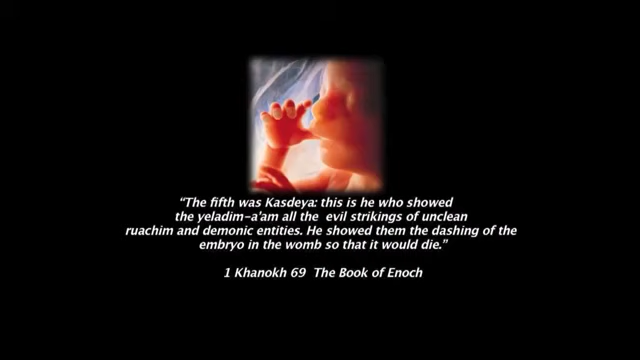 “The fifth was Kasdeya: this is he who showed
the yeladim-a'am all the evil strikings of unclean
ruachim and demonic entities. He showed them the dashing of the
embryo in the womb so that it would die.”
1 Khanokh 69 The Book of Enoch